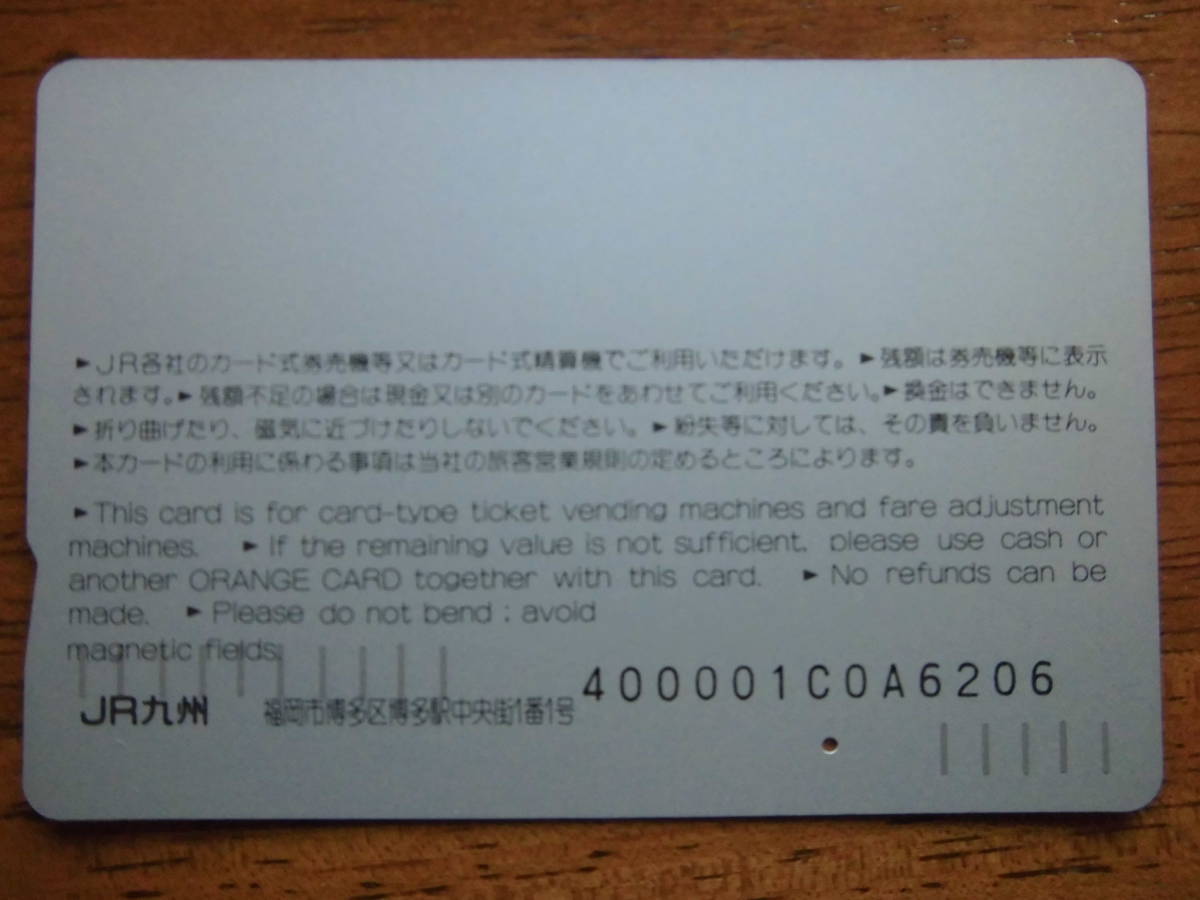 ►JR各社のカード式券売機等又はカード式精算機でご利用いただけます。►残額は券売機等に表示
されます。►残額不足の場合は現金又は別のカードをあわせてご利用ください。►換金はできません。
►折り曲げたり、磁気に近づけたりしないでください。►紛失等に対しては、その責を負いません。
►本カードの利用に係わる事項は当社の旅客営業規則の定めるところによります。
►This card is for card-type ticket vending machines and fare adjustment
machines. ►If the remaining value is not sufficient, please use cash or
another ORANGE CARD together with this card. ►No refunds can be
made. ►Please do not bend ; avoid
magnetic fields.
400001C0A6206
JR九州 福岡市博多区博多駅中央街1番1号